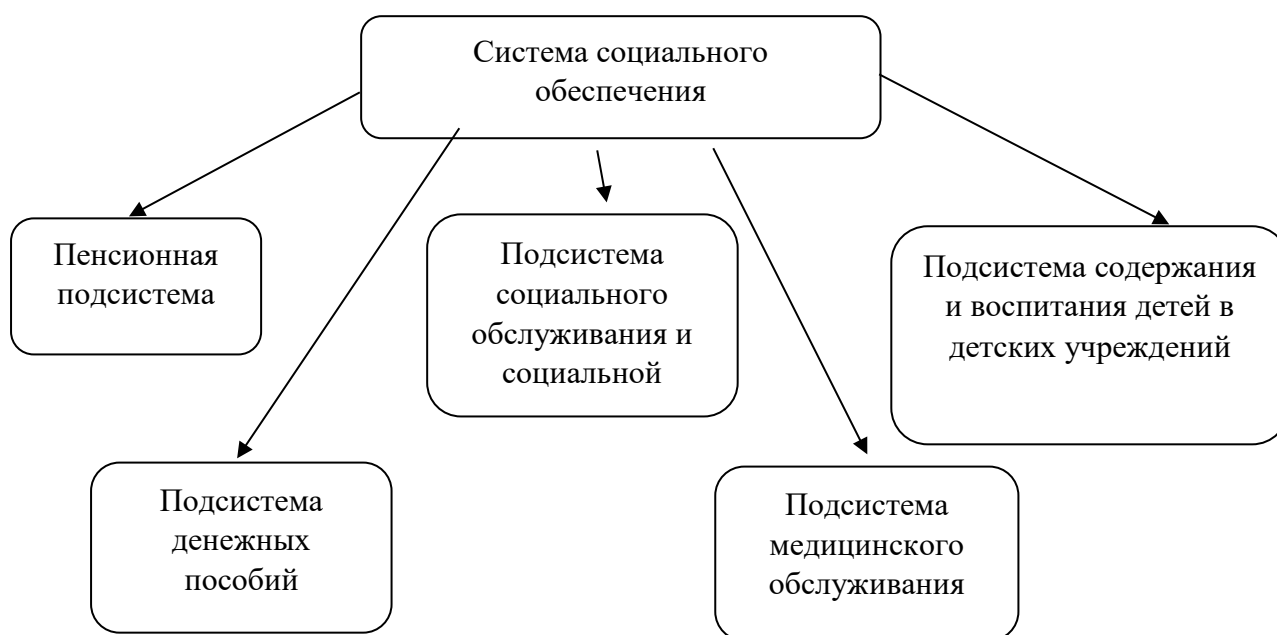 Система социального
обеспечения
Пенсионная
подсистема
Подсистема
социального
обслуживания и
социальной
Подсистема содержания
и воспитания детей в
детских учреждений
Подсистема
денежных
пособий
Подсистема
медицинского
обслуживания